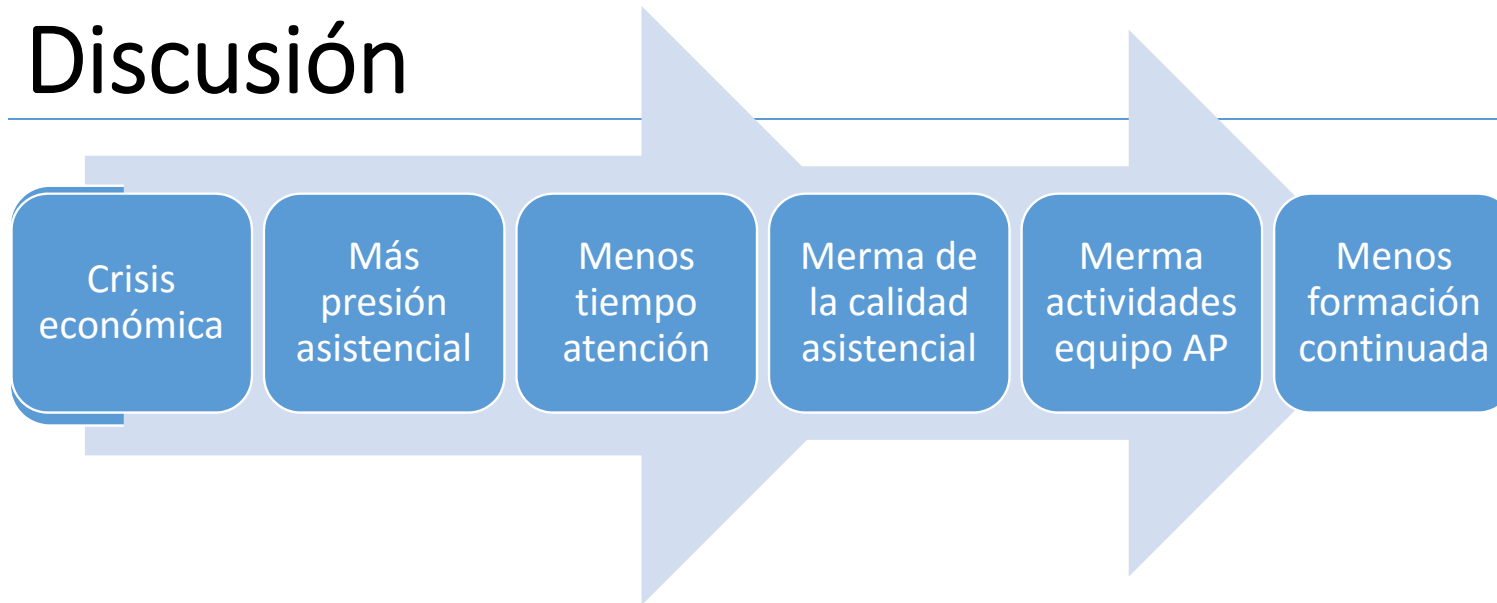 Discusión
Crisis
económica
Más
presión
asistencial
Menos
tiempo
atención
Merma de
la calidad
asistencial
Merma
actividades
equipo AP
Menos
formación
continuada